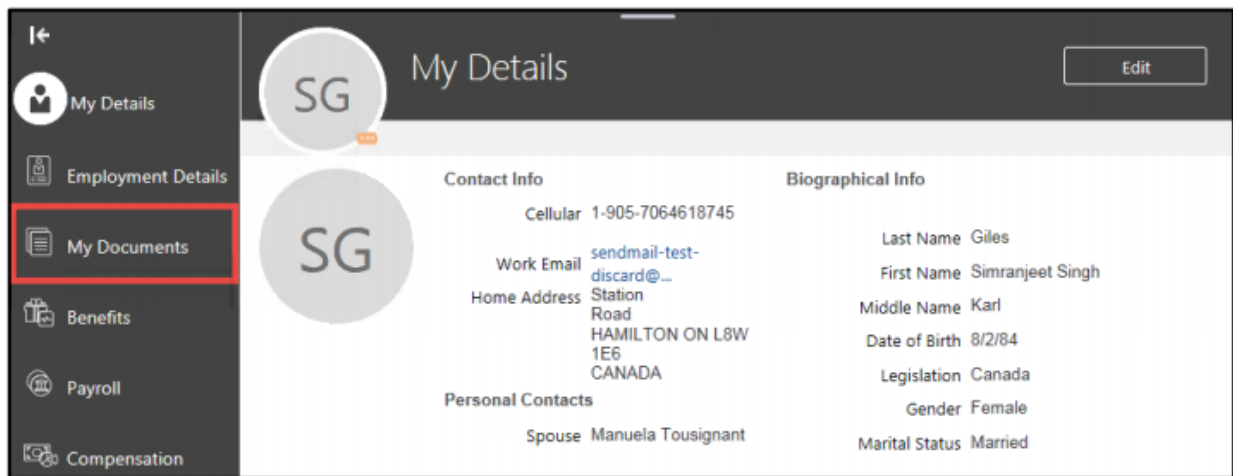 My Details
Employment Details
My Documents
Benefits
Payroll
Compensation
SG
My Details
Edit
SG
Contact Info
Cellular 1-905-7064618745
Work Email sendmail-test-
discard@...
Home Address Station
Road
HAMILTON ON L8W
1E6
CANADA
Personal Contacts
Spouse Manuela Tousignant
Biographical Info
Last Name Giles
First Name Simranjeet Singh
Middle Name Karl
Date of Birth 8/2/84
Legislation Canada
Gender Female
Marital Status Married